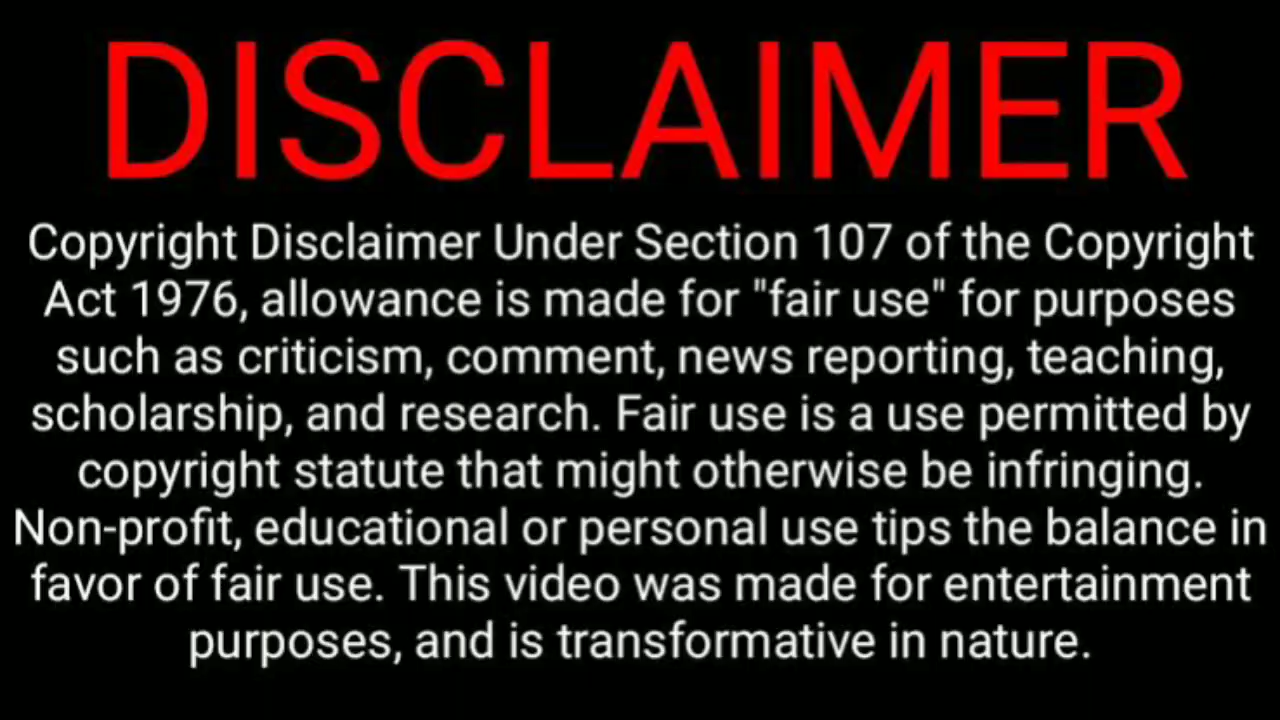 DISCLAIMER
Copyright Disclaimer Under Section 107 of the Copyright
Act 1976, allowance is made for "fair use" for purposes
such as criticism, comment, news reporting, teaching,
scholarship, and research. Fair use is a use permitted by
copyright statute that might otherwise be infringing.
Non-profit, educational or personal use tips the balance in
favor of fair use. This video was made for entertainment
purposes, and is transformative in nature.